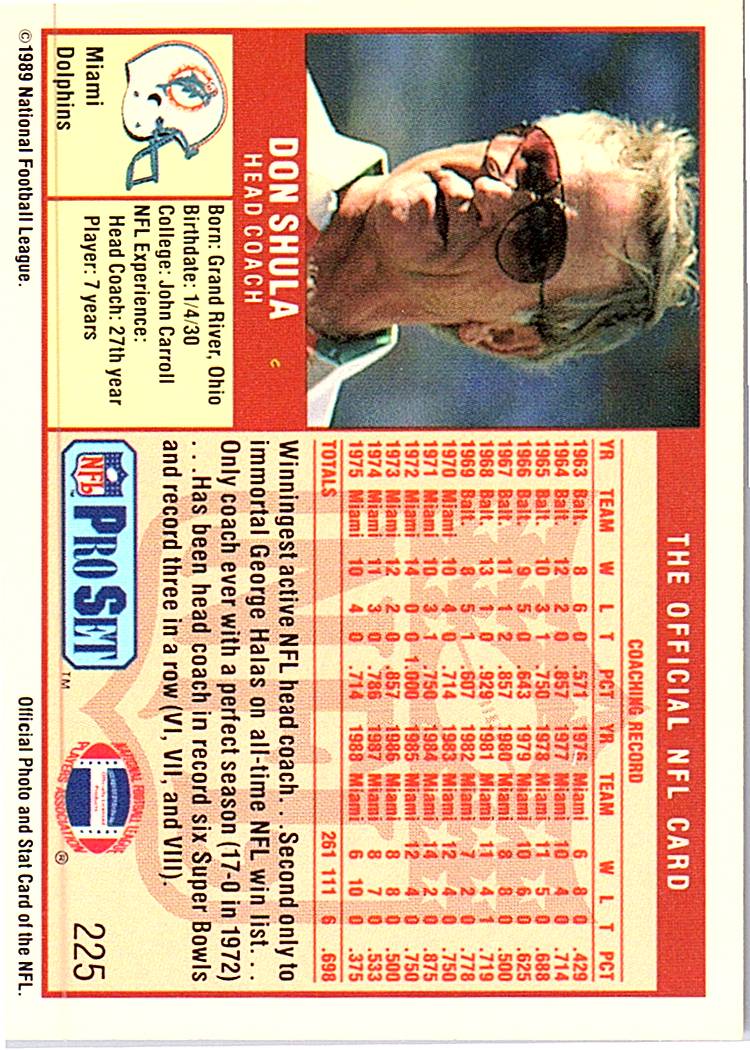 THE OFFICIAL NFL CARD
DON SHULA
HEAD COACH
Miami
Dolphins
Born: Grand River, Ohio
Birthdate: 1/4/30
College: John Carroll
NFL Experience:
Head Coach: 27th year
Player: 7 years
COACHING RECORD
YR TEAM W L T PCT YR TEAM W L T PCT
1963 Balt. 8 6 0 .571 1976 Miami 6 8 0 .429
1964 Balt. 12 2 0 .857 1977 Miami 10 4 0 .714
1965 Balt. 10 3 1 .750 1978 Miami 11 5 0 .688
1966 Balt. 9 5 0 .643 1979 Miami 10 6 0 .625
1967 Balt. 11 1 2 .857 1980 Miami 8 8 0 .500
1968 Balt. 13 1 0 .929 1981 Miami 11 4 1 .719
1969 Balt. 8 5 1 .607 1982 Miami 7 2 0 .778
1970 Miami 10 4 0 .714 1983 Miami 12 4 0 .750
1971 Miami 10 3 1 .750 1984 Miami 14 2 0 .875
1972 Miami 14 0 0 1.000 1985 Miami 12 4 0 .750
1973 Miami 12 2 0 .857 1986 Miami 8 8 0 .500
1974 Miami 11 3 0 .786 1987 Miami 8 7 0 .533
1975 Miami 10 4 0 .714 1988 Miami 6 10 0 .375
TOTALS 261 111 6 .698
Winningest active NFL head coach. . .Second only to
immortal George Halas on all-time NFL win list. . .
Only coach ever with a perfect season (17-0 in 1972)
. . .Has been head coach in record six Super Bowls
and record three in a row (VI, VII, and VIII).
NFL PRO SET ™
NATIONAL FOOTBALL LEAGUE
PLAYERS ASSOCIATION ®
225
©1989 National Football League.
Official Photo and Stat Card of the NFL.